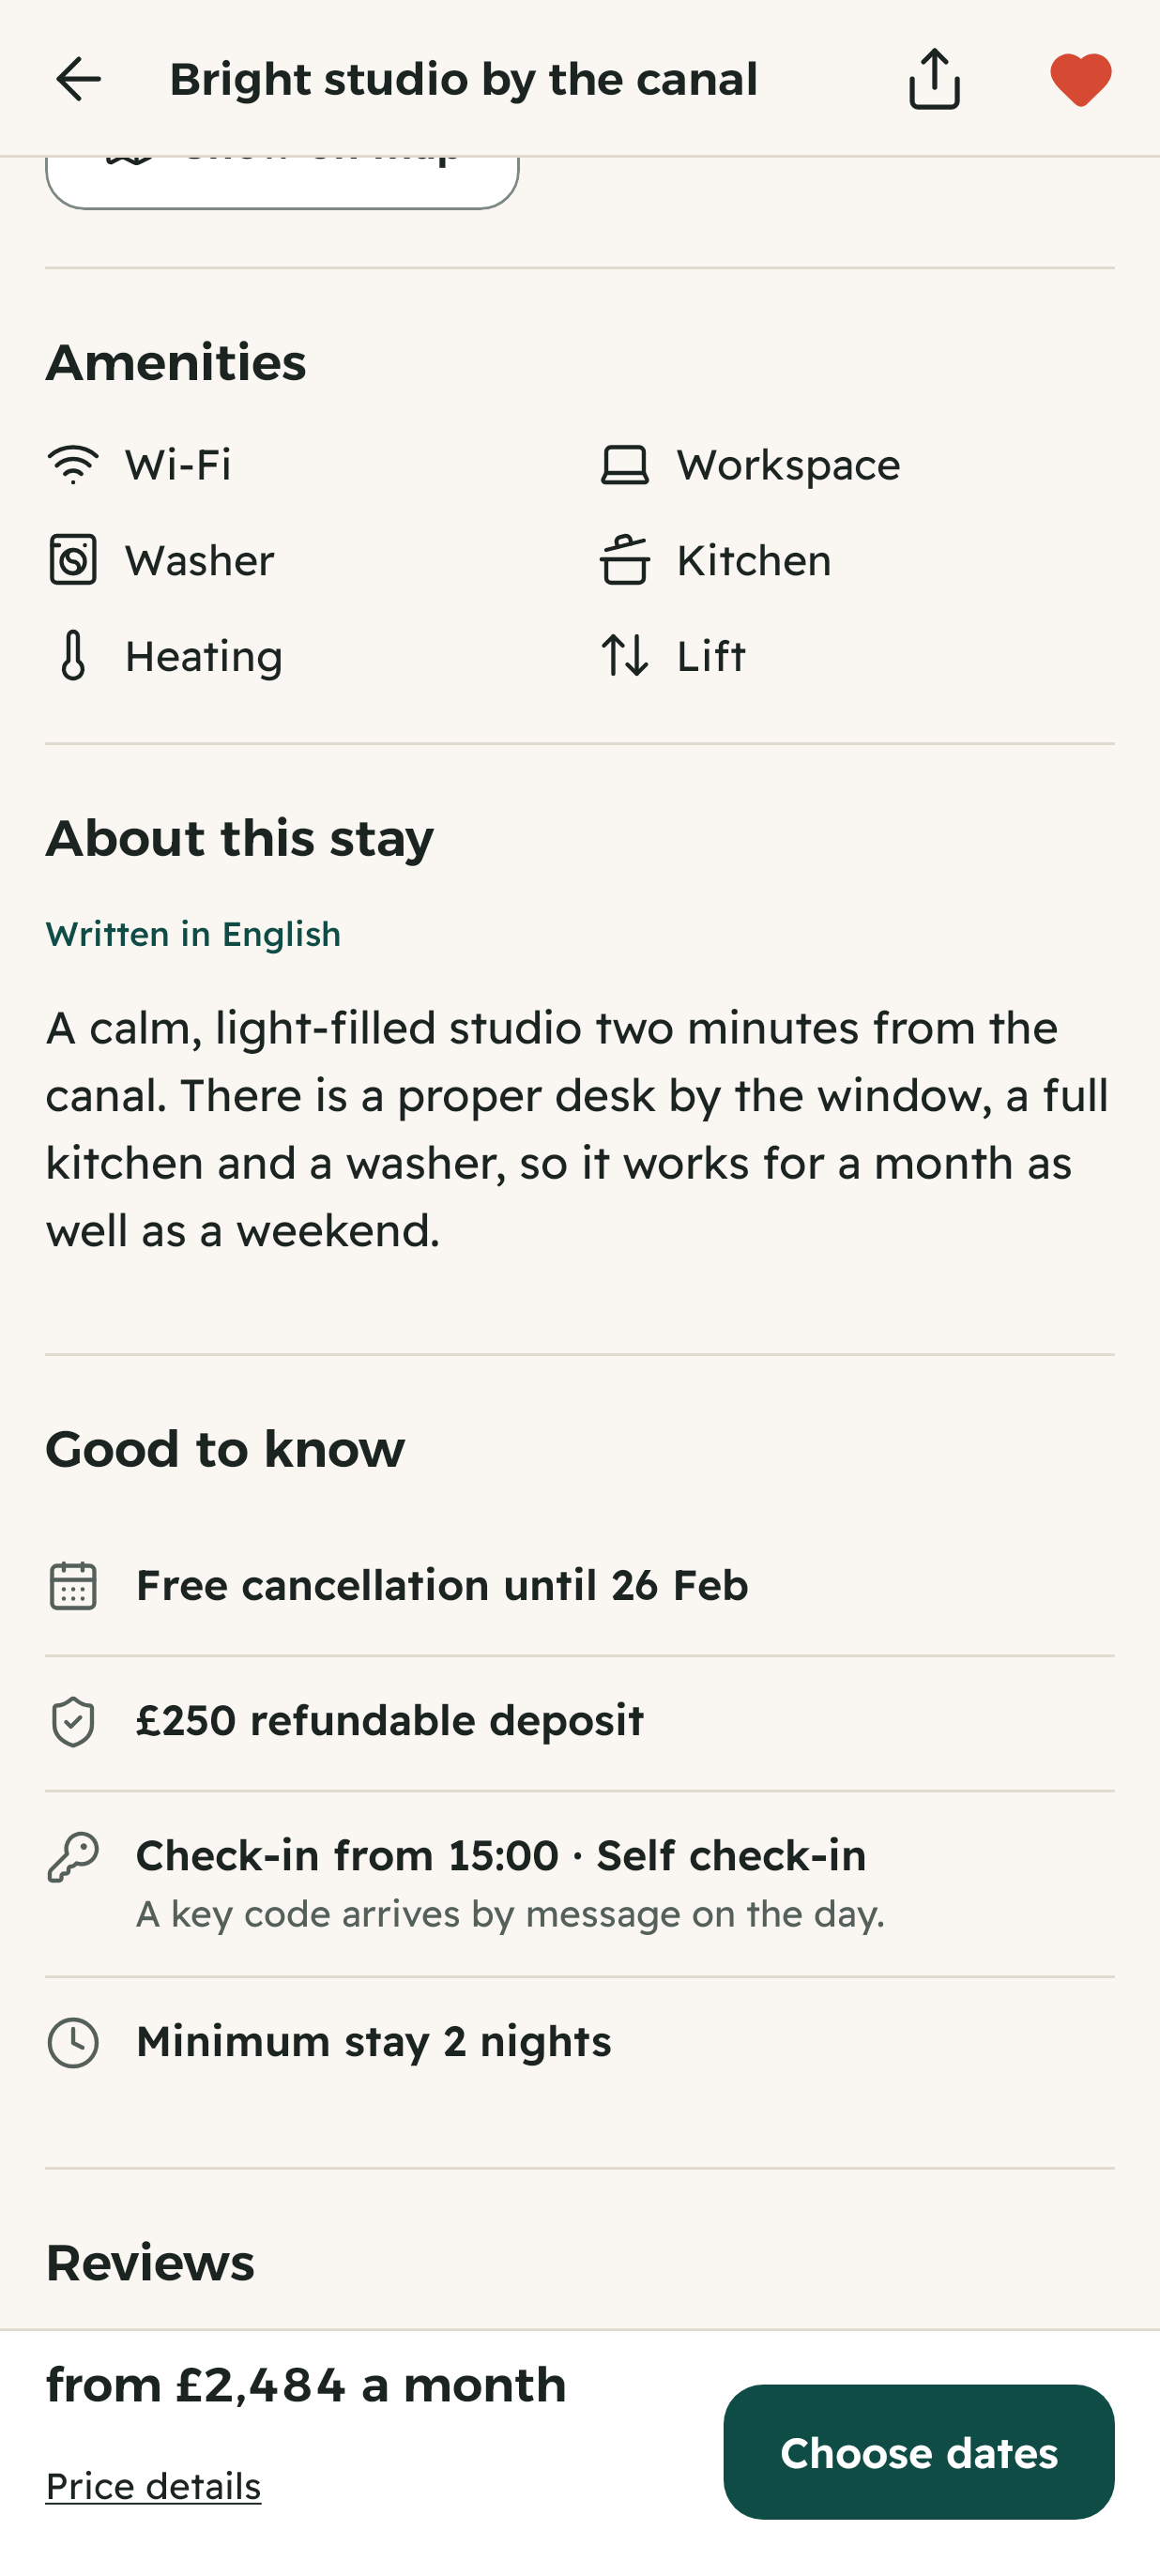 Bright studio by the canal
Amenities
Wi-Fi
Workspace
Washer
Kitchen
Heating
Lift
About this stay
Written in English
A calm, light-filled studio two minutes from the
canal. There is a proper desk by the window, a full
kitchen and a washer, so it works for a month as
well as a weekend.
Good to know
Free cancellation until 26 Feb
£250 refundable deposit
Check-in from 15:00 · Self check-in
A key code arrives by message on the day.
Minimum stay 2 nights
Reviews
from £2,484 a month
Price details
Choose dates